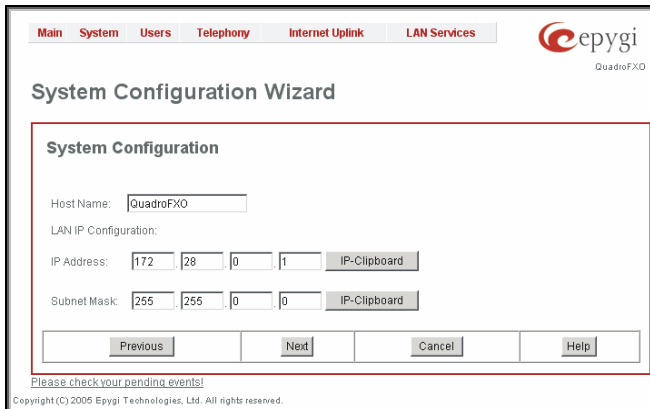 Main System Users Telephony Internet Uplink LAN Services
epygi
QuadroFXO
System Configuration Wizard
System Configuration
Host Name: QuadroFXO
LAN IP Configuration:
IP Address: 172 . 28 . 0 . 1 IP-Clipboard
Subnet Mask: 255 . 255 . 0 . 0 IP-Clipboard
Previous Next Cancel Help
Please check your pending events!
Copyright (C) 2005 Epygi Technologies, Ltd. All rights reserved.